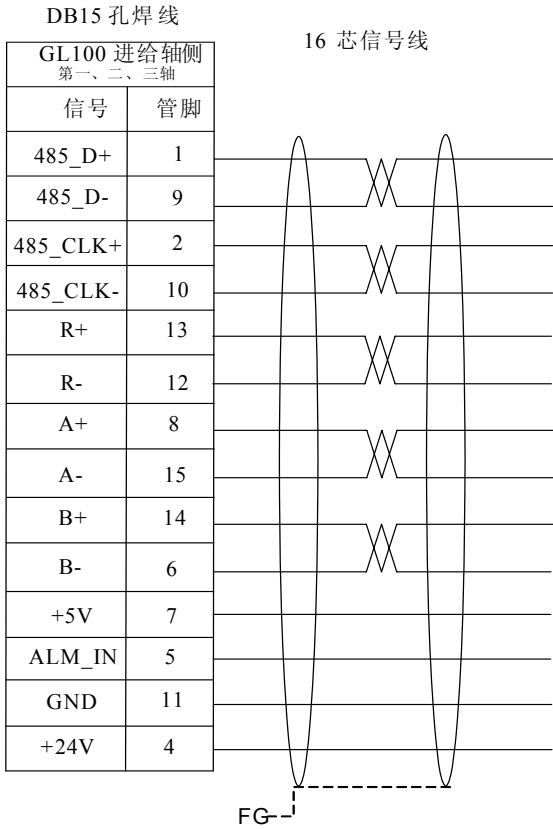 DB15 孔焊线
16 芯信号线
GL100 进给轴侧
第一、二、三轴
信号 管脚
485_D+ 1
485_D- 9
485_CLK+ 2
485_CLK- 10
R+ 13
R- 12
A+ 8
A- 15
B+ 14
B- 6
+5V 7
ALM_IN 5
GND 11
+24V 4
FG